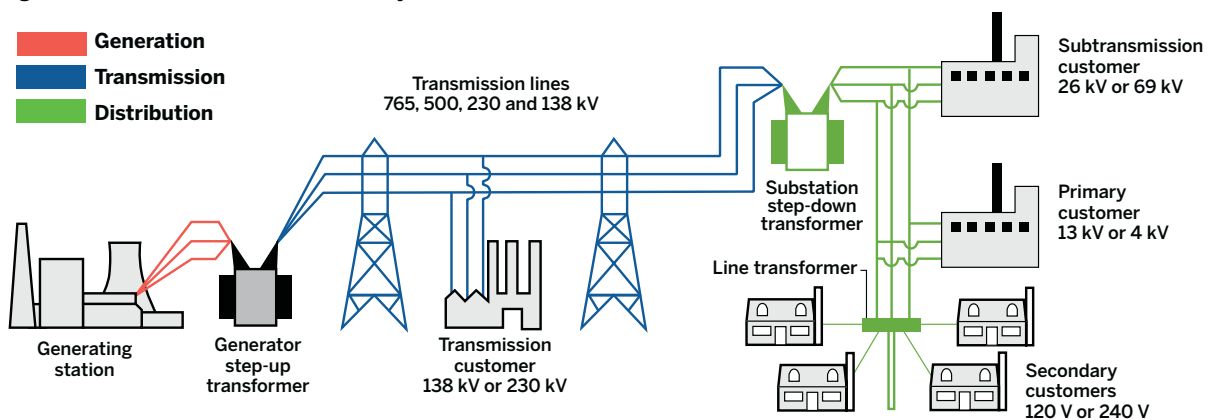 Generation
Transmission
Distribution
Transmission lines
765, 500, 230 and 138 kV
Subtransmission
customer
26 kV or 69 kV
Substation
step-down
transformer
Primary
customer
13 kV or 4 kV
Line transformer
Generating
station
Generator
step-up
transformer
Transmission
customer
138 kV or 230 kV
Secondary
customers
120 V or 240 V